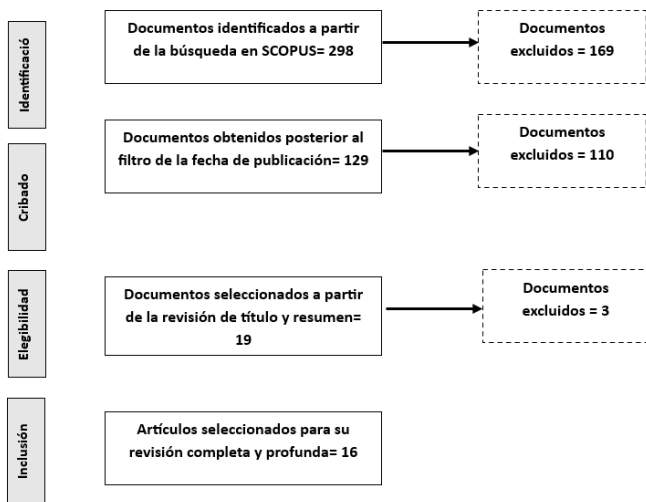 Identificació
Documentos identificados a partir
de la búsqueda en SCOPUS= 298
Documentos
excluidos = 169
Cribado
Documentos obtenidos posterior al
filtro de la fecha de publicación= 129
Documentos
excluidos = 110
Elegibilidad
Documentos seleccionados a partir
de la revisión de título y resumen=
19
Documentos
excluidos = 3
Inclusión
Artículos seleccionados para su
revisión completa y profunda= 16